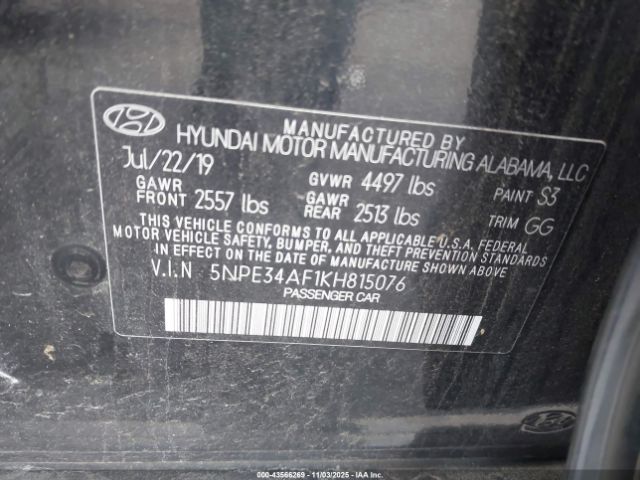 MANUFACTURED BY
HYUNDAI MOTOR MANUFACTURING ALABAMA, LLC
Jul/22/19
GAWR FRONT 2557 lbs
GVWR 4497 lbs
GAWR REAR 2513 lbs
PAINT S3
TRIM GG
THIS VEHICLE CONFORMS TO ALL APPLICABLE U.S.A. FEDERAL
MOTOR VEHICLE SAFETY, BUMPER, AND THEFT PREVENTION STANDARDS
IN EFFECT ON THE DATE OF MANUFACTURE SHOWN ABOVE.
V.I.N 5NPE34AF1KH815076
PASSENGER CAR
000-43566269 - 11/03/2025 - IAAI